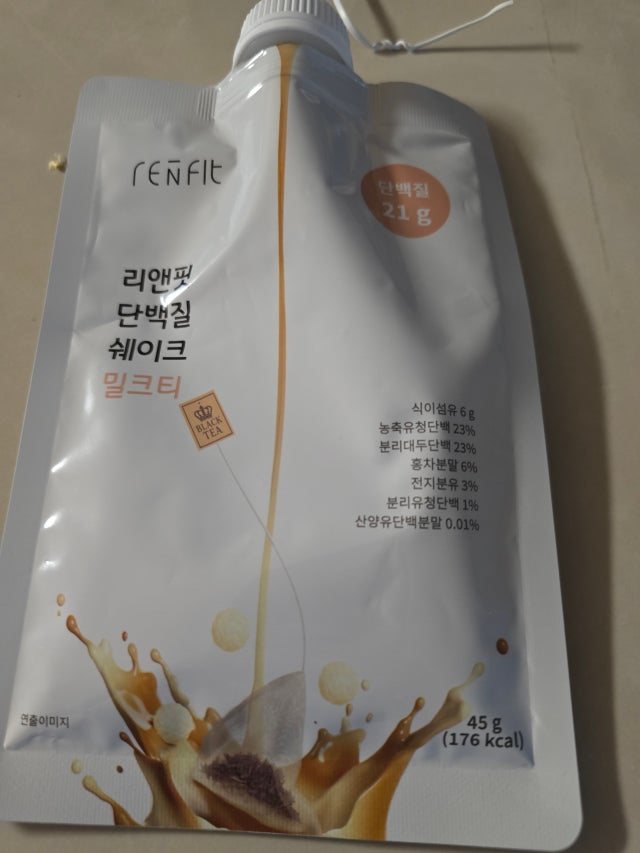 RENFIT
단백질
21 g
리앤핏
단백질
쉐이크
밀크티
BLACK
TEA
식이섬유 6 g
농축유청단백 23%
분리대두단백 23%
홍차분말 6%
전지분유 3%
분리유청단백 1%
산양유단백분말 0.01%
연출이미지
45 g
(176 kcal)